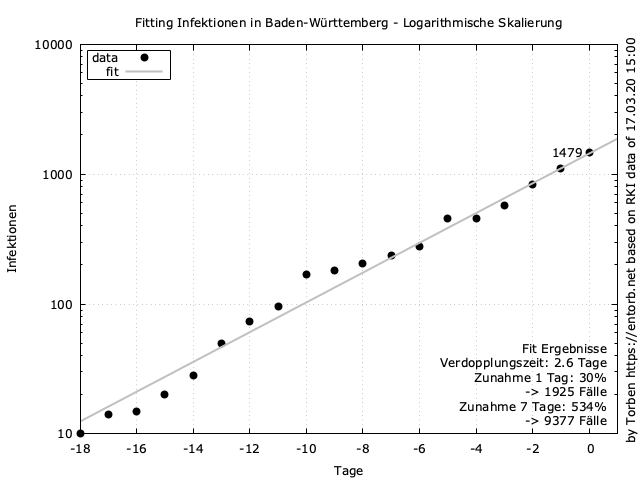 Fitting Infektionen in Baden-Württemberg - Logarithmische Skalierung
10000
1000
100
10
Infektionen
data
fit
1479
Fit Ergebnisse
Verdopplungszeit: 2.6 Tage
Zunahme 1 Tag: 30%
-> 1925 Fälle
Zunahme 7 Tage: 534%
-> 9377 Fälle
-18 -16 -14 -12 -10 -8 -6 -4 -2 0
Tage
by Torben https://entorb.net based on RKI data of 17.03.20 15:00